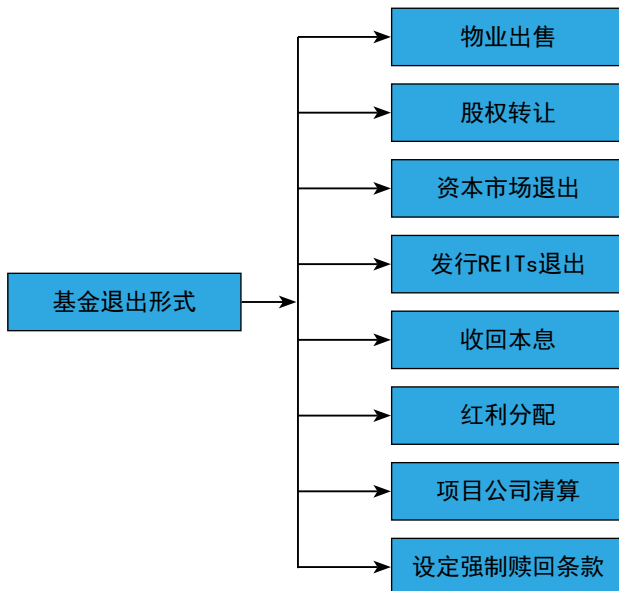 物业出售
股权转让
资本市场退出
发行REITs退出
基金退出形式
收回本息
红利分配
项目公司清算
设定强制赎回条款